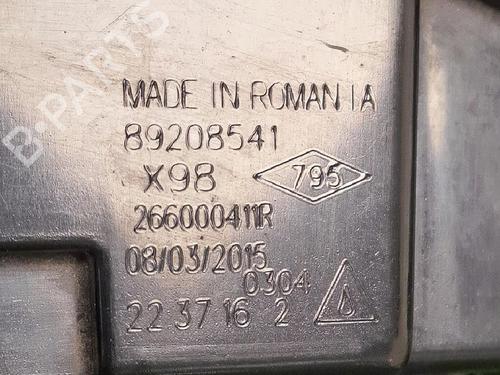 B-PARTS
MADE IN ROMANIA
89208541
X98 795
266000411R
08/03/2015
0304
22 37 16 2